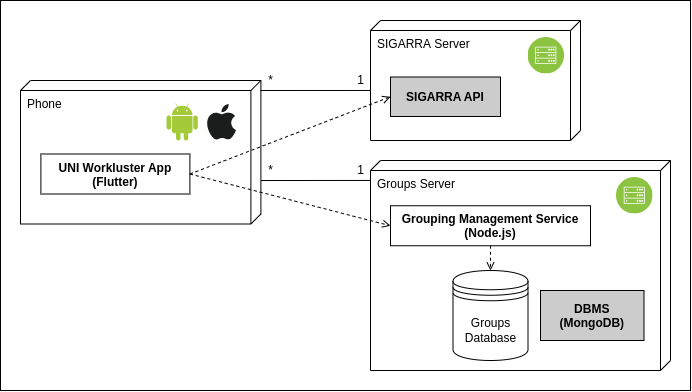 SIGARRA Server
* 1
SIGARRA API
Phone
UNI Workluster App
(Flutter)
* 1
Groups Server
Grouping Management Service
(Node.js)
Groups
Database
DBMS
(MongoDB)